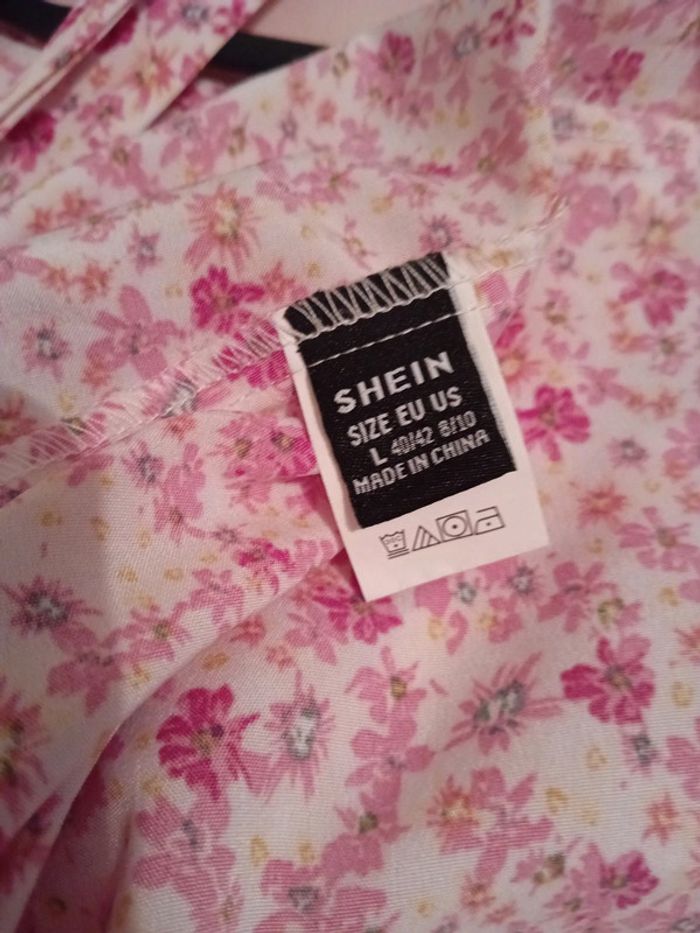 SHEIN
SIZE EU US
L 40/42 8/10
MADE IN CHINA